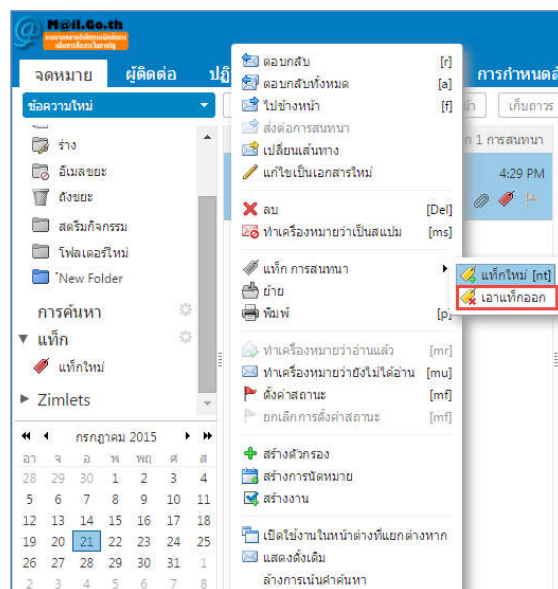 M@il.Go.th
จดหมาย ผู้ติดต่อ ปฏิ การกำหนดล
ข้อความใหม่
เก็บถาวร
ร่าง
อีเมลขยะ
ถังขยะ
สตรีมกิจกรรม
โฟลเดอร์ใหม่
`New Folder
การค้นหา
แท็ก
แท็กใหม่
Zimlets
กรกฎาคม 2015
อา จ อ พ พฤ ศ ส
28 29 30 1 2 3 4
5 6 7 8 9 10 11
12 13 14 15 16 17 18
19 20 21 22 23 24 25
26 27 28 29 30 31 1
2 3 4 5 6 7 8
ตอบกลับ [r]
ตอบกลับทั้งหมด [a]
ไปข้างหน้า [f]
ส่งต่อการสนทนา
เปลี่ยนเส้นทาง
แก้ไขเป็นเอกสารใหม่
ลบ [Del]
ทำเครื่องหมายว่าเป็นสแปม [ms]
แท็ก การสนทนา
ย้าย
พิมพ์ [p]
ทำเครื่องหมายว่าอ่านแล้ว [mr]
ทำเครื่องหมายว่ายังไม่ได้อ่าน [mu]
ตั้งค่าสถานะ [mf]
ยกเลิกการตั้งค่าสถานะ [mf]
สร้างตัวกรอง
สร้างการนัดหมาย
สร้างงาน
เปิดใช้งานในหน้าต่างที่แยกต่างหาก
แสดงดั้งเดิม
ล้างการเน้นคำค้นหา
1 การสนทนา
4:29 PM
แท็กใหม่ [nt]
เอาแท็กออก